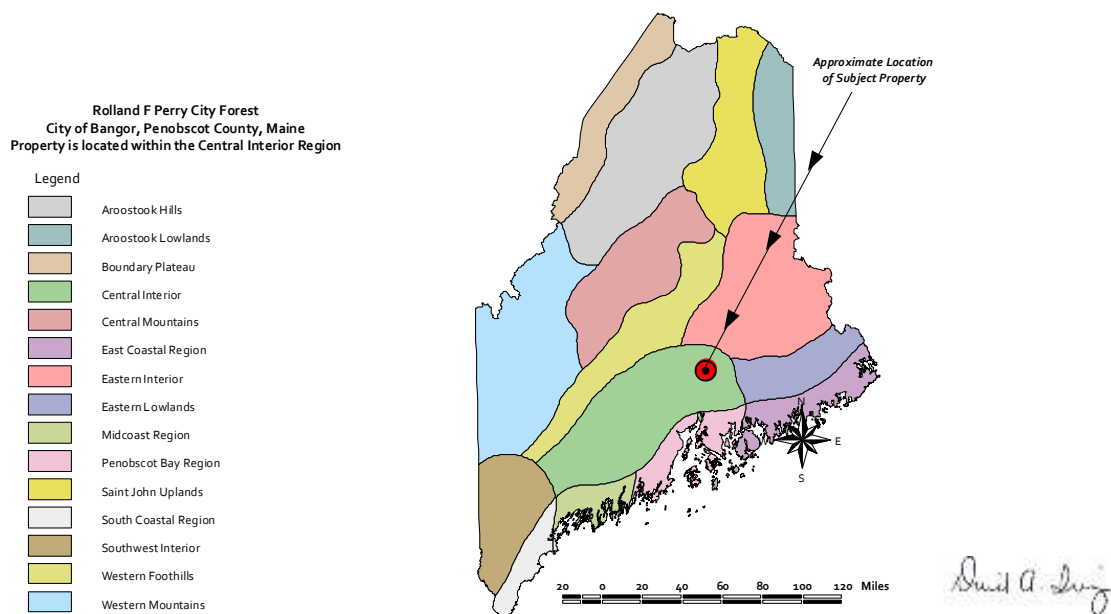 Approximate Location
of Subject Property
Rolland F Perry City Forest
City of Bangor, Penobscot County, Maine
Property is located within the Central Interior Region
Legend
Aroostook Hills
Aroostook Lowlands
Boundary Plateau
Central Interior
Central Mountains
East Coastal Region
Eastern Interior
Eastern Lowlands
Midcoast Region
Penobscot Bay Region
Saint John Uplands
South Coastal Region
Southwest Interior
Western Foothills
Western Mountains
N
W E
S
20 0 20 40 60 80 100 120 Miles
David A.